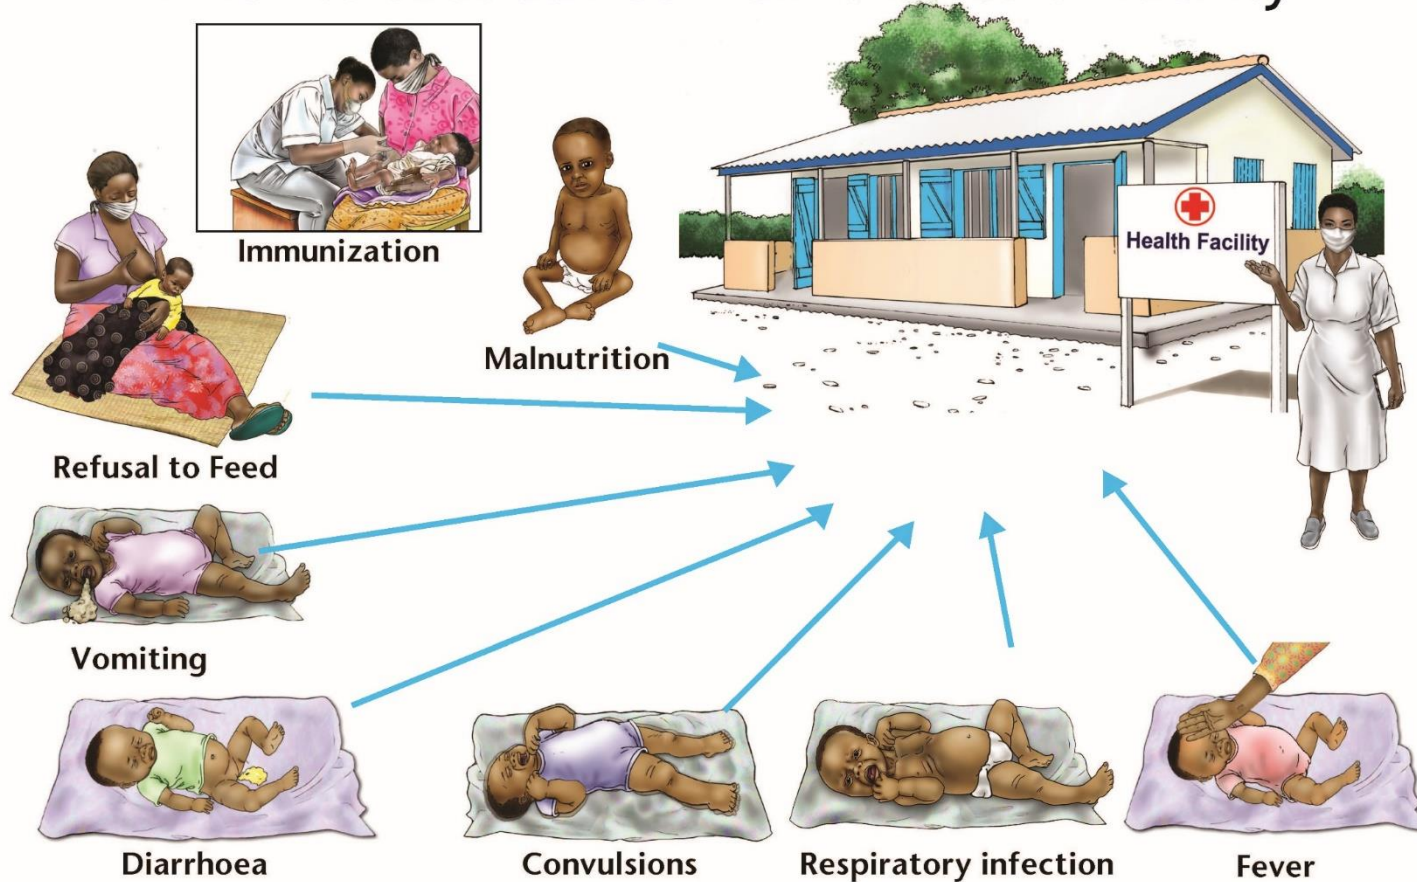 Immunization
Health Facility
Malnutrition
Refusal to Feed
Vomiting
Diarrhoea
Convulsions
Respiratory infection
Fever